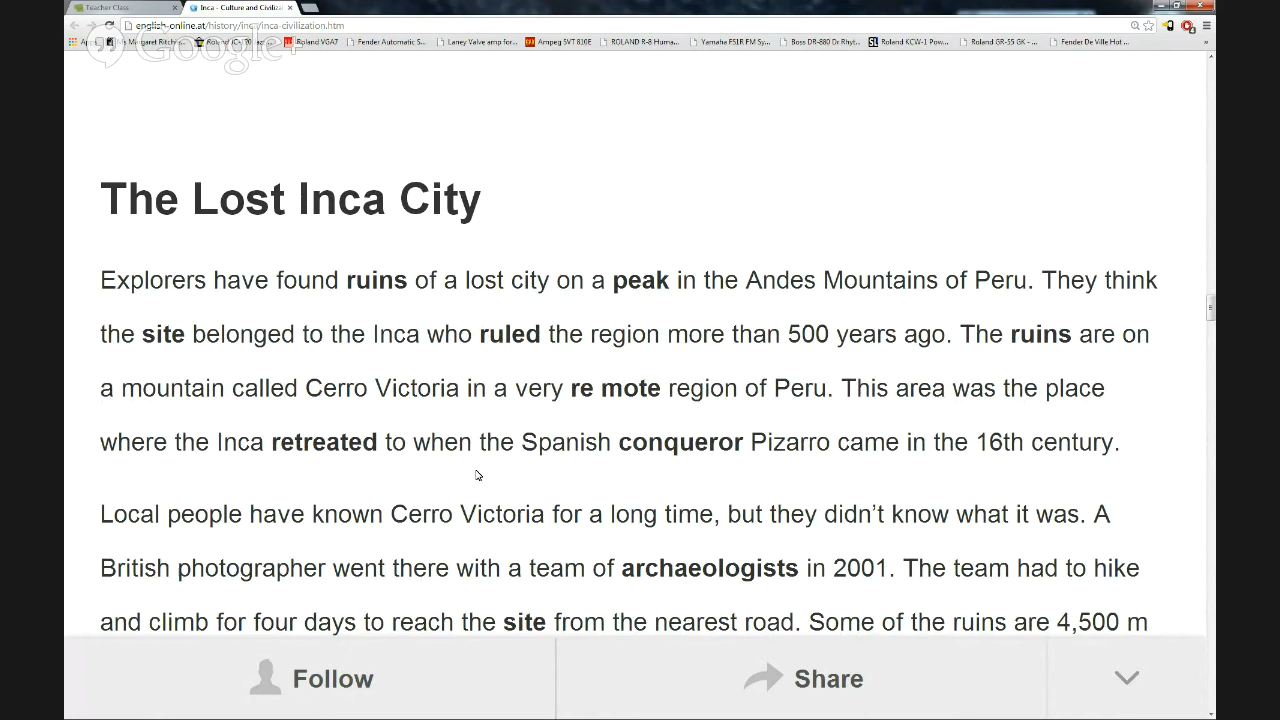 Teacher Class
Inca - Culture and Civiliza
english-online.at/history/inca/inca-civilization.htm
Google+
Roland VGA7
Fender Automatic S...
Laney Valve amp for...
Ampeg SVT 810E
ROLAND R-8 Huma...
Yamaha FS1R FM Sy...
Boss DR-880 Dr Rhyt...
Roland KCW-1 Pow...
Roland GR-55 GK - ...
Fender De Ville Hot ...
The Lost Inca City
Explorers have found ruins of a lost city on a peak in the Andes Mountains of Peru. They think
the site belonged to the Inca who ruled the region more than 500 years ago. The ruins are on
a mountain called Cerro Victoria in a very re mote region of Peru. This area was the place
where the Inca retreated to when the Spanish conqueror Pizarro came in the 16th century.
Local people have known Cerro Victoria for a long time, but they didn't know what it was. A
British photographer went there with a team of archaeologists in 2001. The team had to hike
and climb for four days to reach the site from the nearest road. Some of the ruins are 4,500 m
Follow
Share